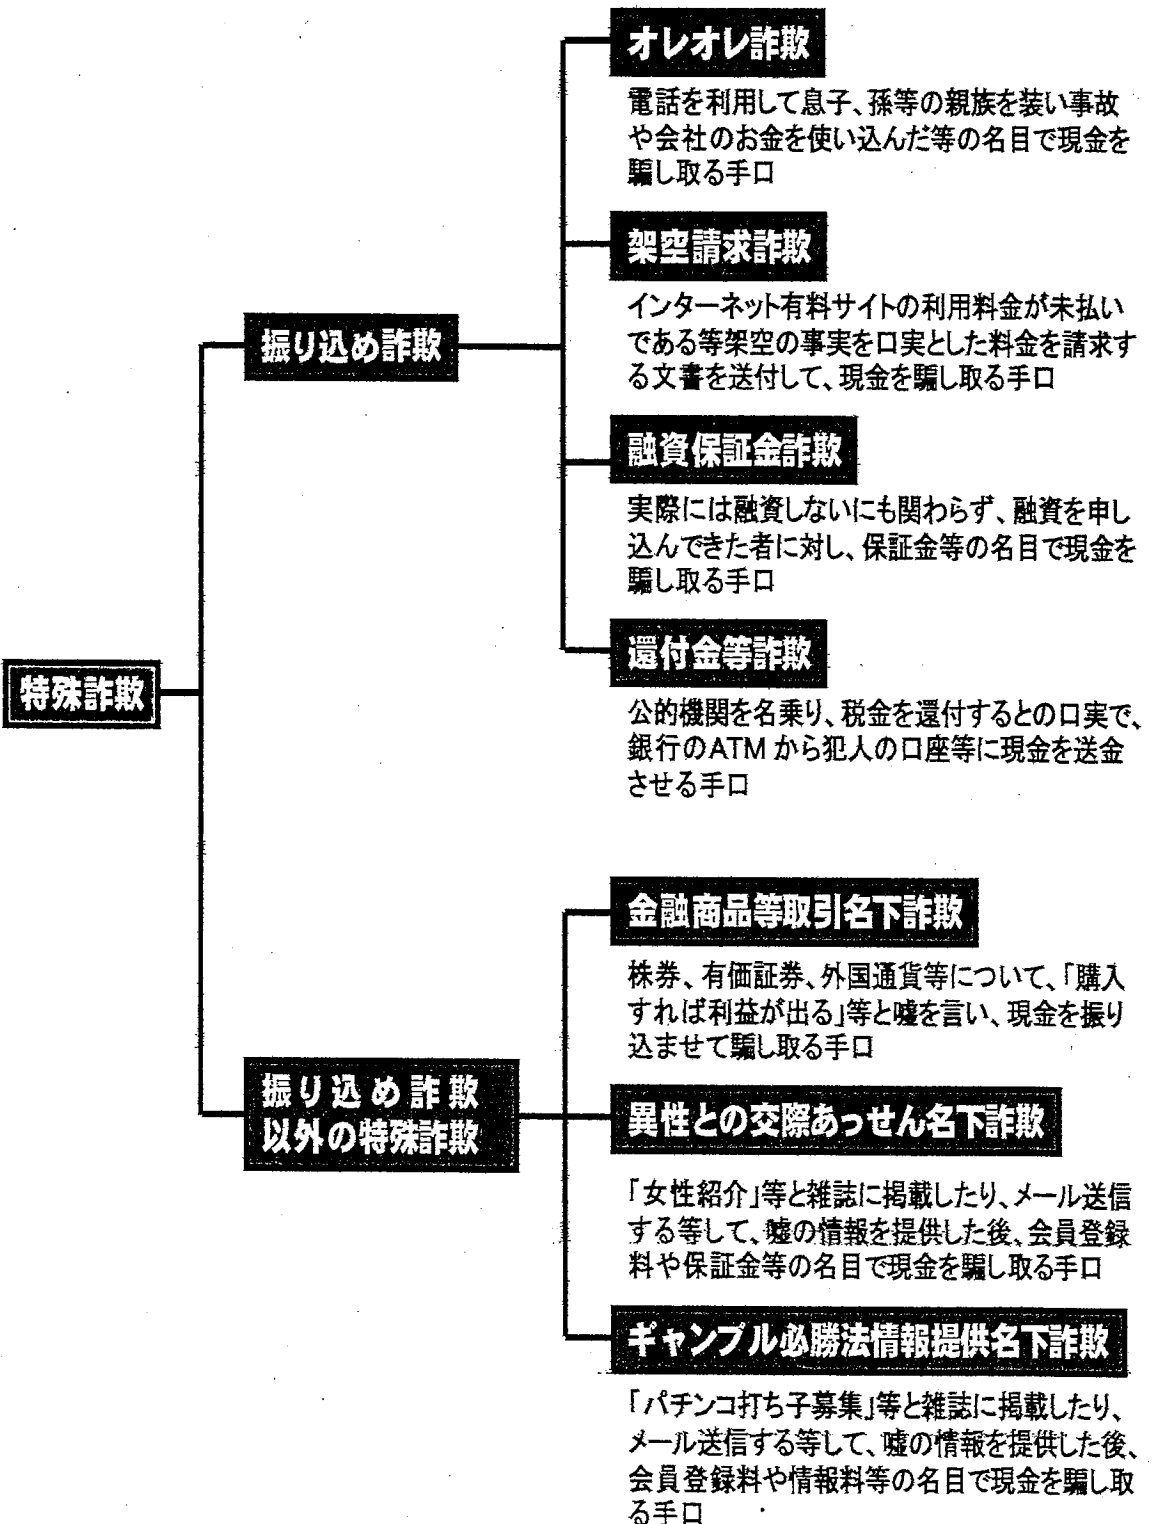 オレオレ詐欺
電話を利用して息子、孫等の親族を装い事故
や会社のお金を使い込んだ等の名目で現金を
騙し取る手口
架空請求詐欺
インターネット有料サイトの利用料金が未払い
である等架空の事実を口実とした料金を請求す
る文書を送付して、現金を騙し取る手口
振り込め詐欺
融資保証金詐欺
実際には融資しないにも関わらず、融資を申し
込んできた者に対し、保証金等の名目で現金を
騙し取る手口
還付金等詐欺
公的機関を名乗り、税金を還付するとの口実で、
銀行のATMから犯人の口座等に現金を送金
させる手口
特殊詐欺
金融商品等取引名下詐欺
株券、有価証券、外国通貨等について、「購入
すれば利益が出る」等と嘘を言い、現金を振り
込ませて騙し取る手口
振り込め詐欺
以外の特殊詐欺
異性との交際あっせん名下詐欺
「女性紹介」等と雑誌に掲載したり、メール送信
する等して、嘘の情報を提供した後、会員登録
料や保証金等の名目で現金を騙し取る手口
ギャンブル必勝法情報提供名下詐欺
「パチンコ打ち子募集」等と雑誌に掲載したり、
メール送信する等して、嘘の情報を提供した後、
会員登録料や情報料等の名目で現金を騙し取
る手口